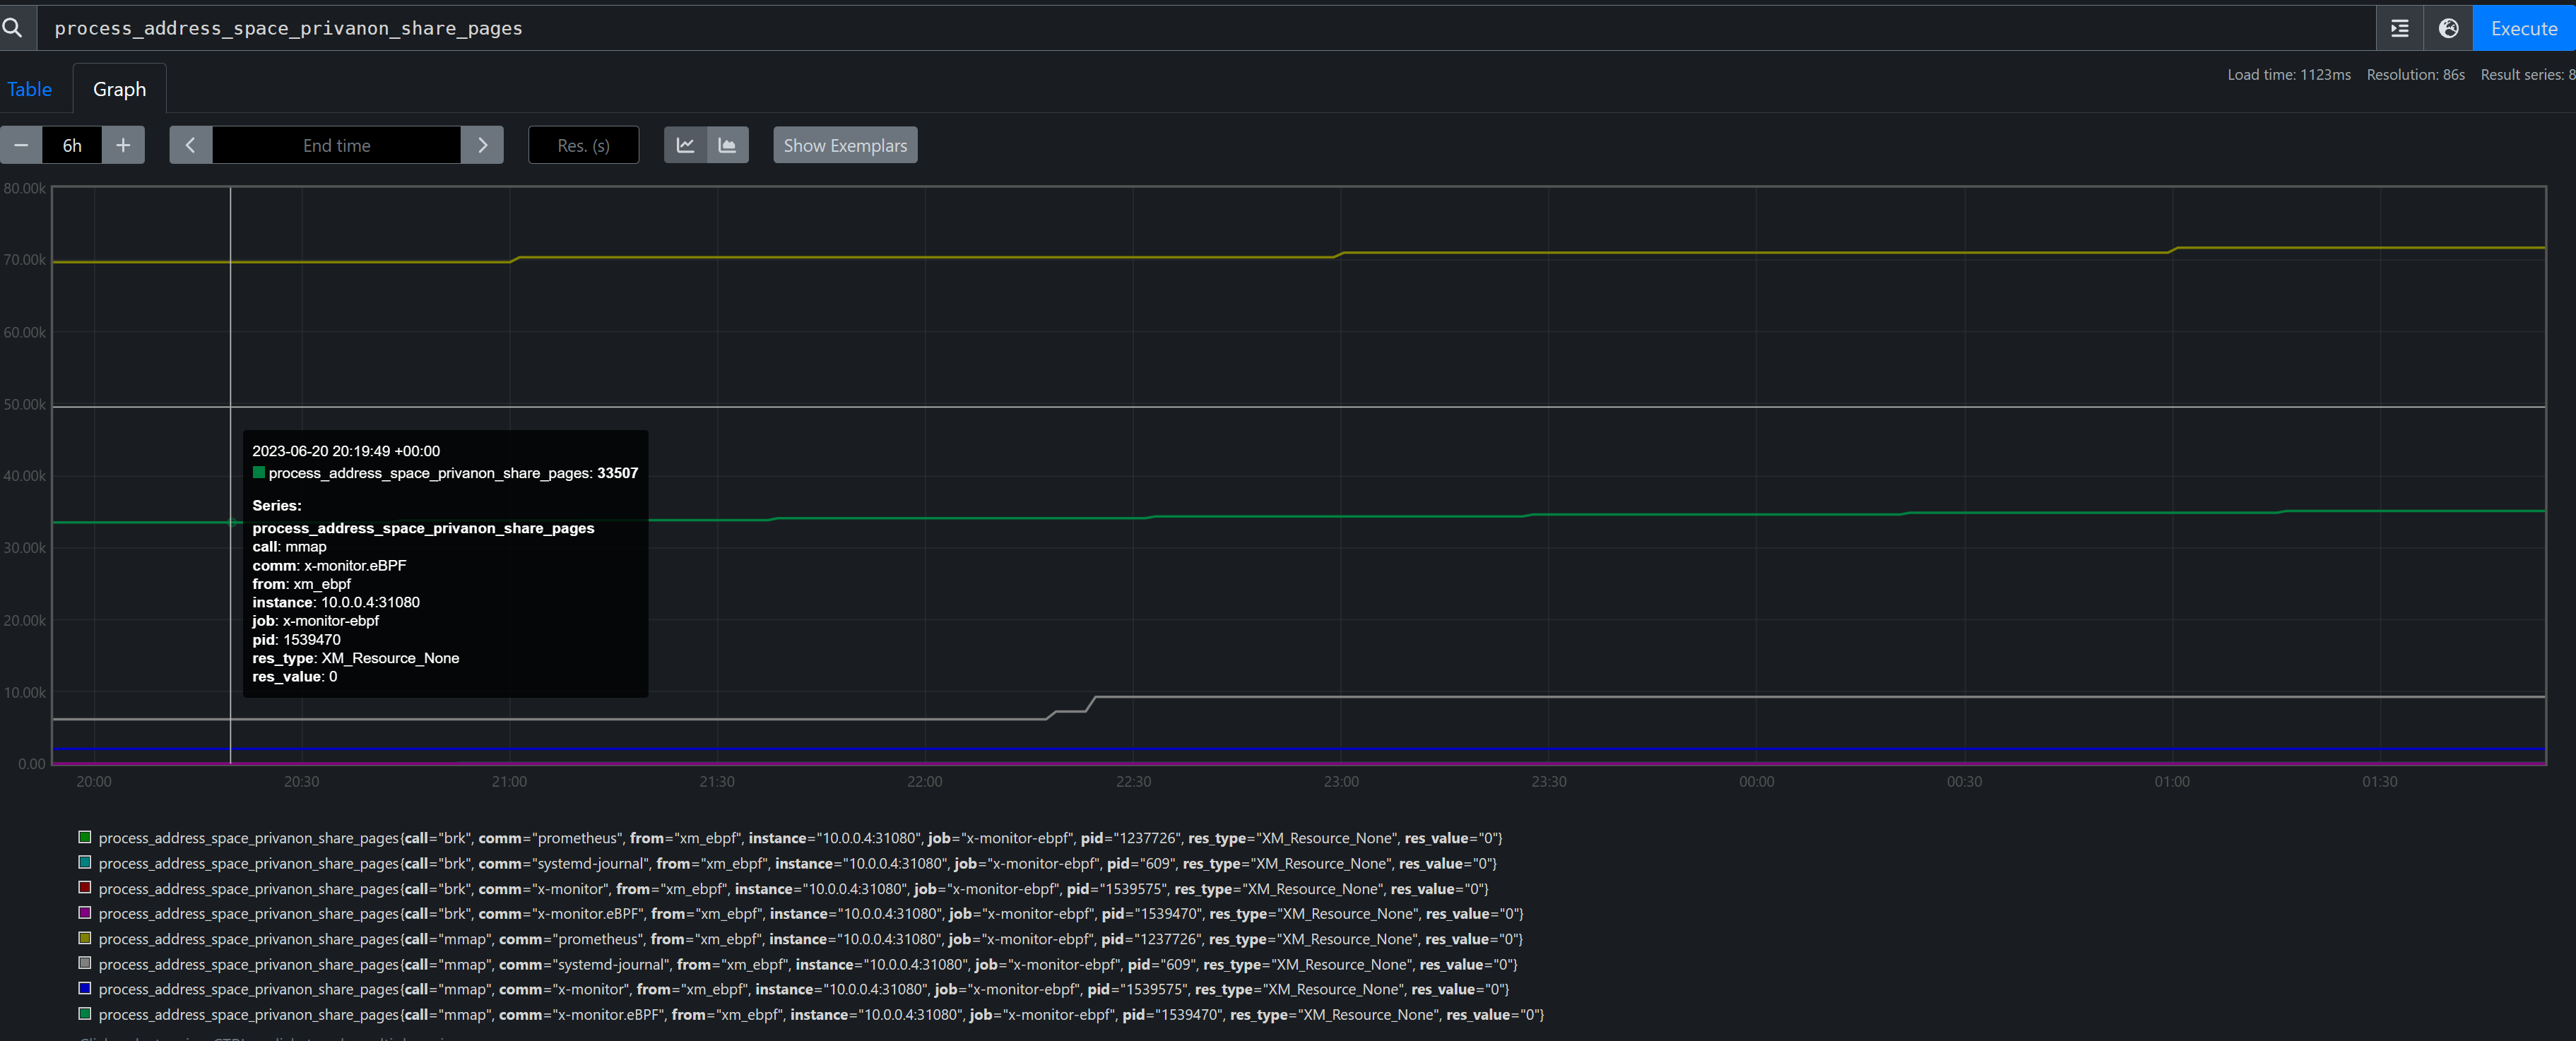 process_address_space_privanon_share_pages
Execute
Table
Graph
Load time: 1123ms Resolution: 86s Result series: 8
6h
End time
Res. (s)
Show Exemplars
80.00k
70.00k
60.00k
50.00k
40.00k
30.00k
20.00k
10.00k
0.00
2023-06-20 20:19:49 +00:00
process_address_space_privanon_share_pages: 33507
Series:
process_address_space_privanon_share_pages
call: mmap
comm: x-monitor.eBPF
from: xm_ebpf
instance: 10.0.0.4:31080
job: x-monitor-ebpf
pid: 1539470
res_type: XM_Resource_None
res_value: 0
20:00 20:30 21:00 21:30 22:00 22:30 23:00 23:30 00:00 00:30 01:00 01:30
process_address_space_privanon_share_pages{call="brk", comm="prometheus", from="xm_ebpf", instance="10.0.0.4:31080", job="x-monitor-ebpf", pid="1237726", res_type="XM_Resource_None", res_value="0"}
process_address_space_privanon_share_pages{call="brk", comm="systemd-journal", from="xm_ebpf", instance="10.0.0.4:31080", job="x-monitor-ebpf", pid="609", res_type="XM_Resource_None", res_value="0"}
process_address_space_privanon_share_pages{call="brk", comm="x-monitor", from="xm_ebpf", instance="10.0.0.4:31080", job="x-monitor-ebpf", pid="1539575", res_type="XM_Resource_None", res_value="0"}
process_address_space_privanon_share_pages{call="brk", comm="x-monitor.eBPF", from="xm_ebpf", instance="10.0.0.4:31080", job="x-monitor-ebpf", pid="1539470", res_type="XM_Resource_None", res_value="0"}
process_address_space_privanon_share_pages{call="mmap", comm="prometheus", from="xm_ebpf", instance="10.0.0.4:31080", job="x-monitor-ebpf", pid="1237726", res_type="XM_Resource_None", res_value="0"}
process_address_space_privanon_share_pages{call="mmap", comm="systemd-journal", from="xm_ebpf", instance="10.0.0.4:31080", job="x-monitor-ebpf", pid="609", res_type="XM_Resource_None", res_value="0"}
process_address_space_privanon_share_pages{call="mmap", comm="x-monitor", from="xm_ebpf", instance="10.0.0.4:31080", job="x-monitor-ebpf", pid="1539575", res_type="XM_Resource_None", res_value="0"}
process_address_space_privanon_share_pages{call="mmap", comm="x-monitor.eBPF", from="xm_ebpf", instance="10.0.0.4:31080", job="x-monitor-ebpf", pid="1539470", res_type="XM_Resource_None", res_value="0"}